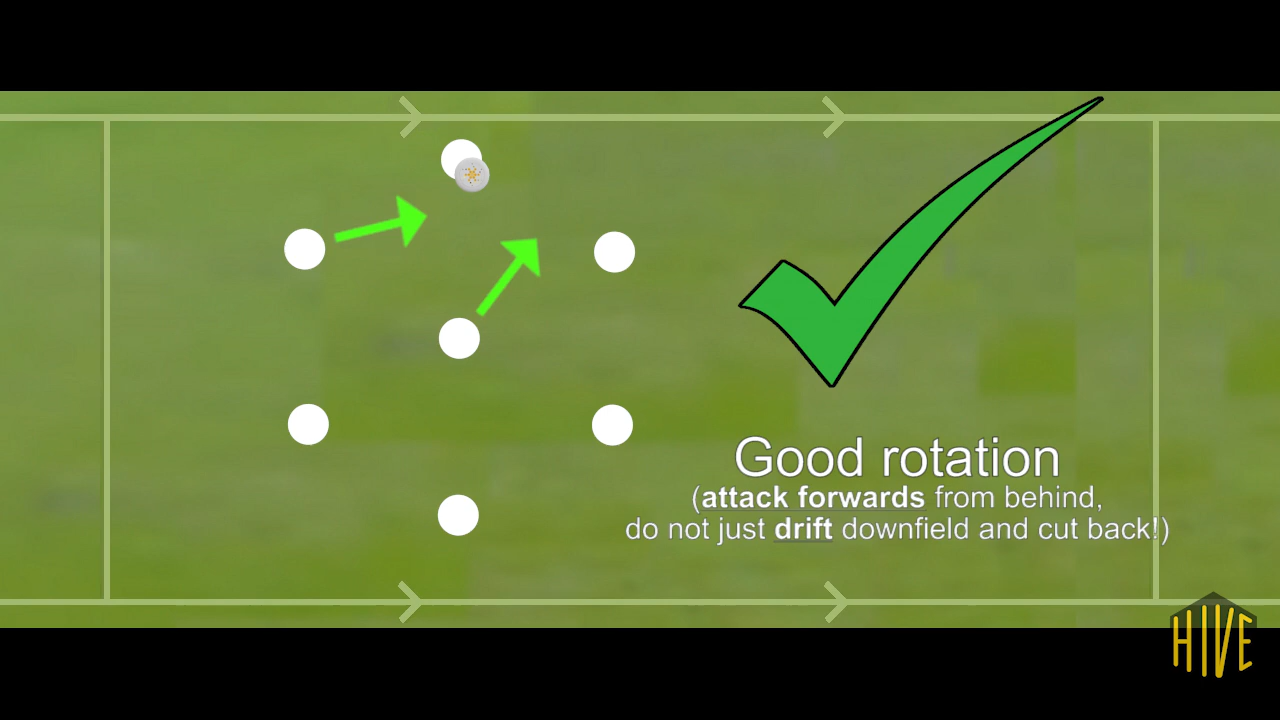 Good rotation
(attack forwards from behind,
do not just drift downfield and cut back!)
HIVE